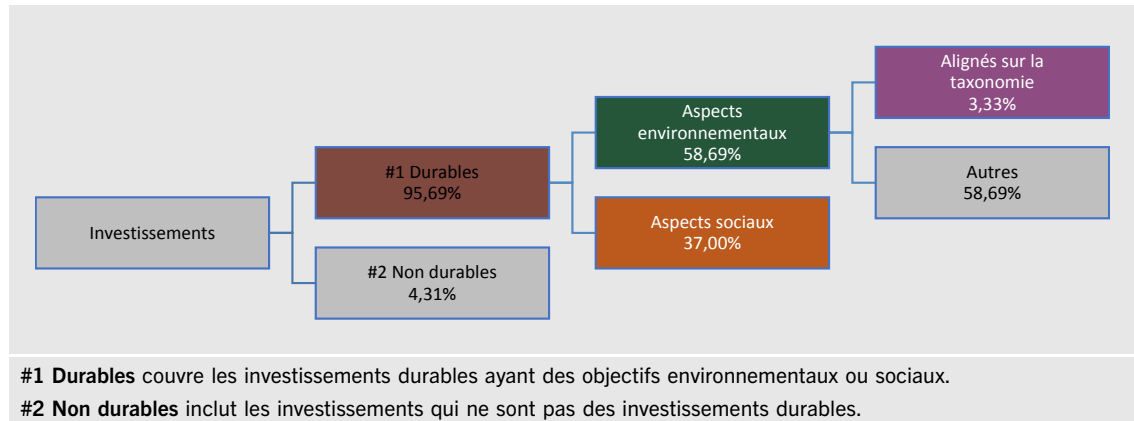 Investissements
#1 Durables
95,69%
#2 Non durables
4,31%
Aspects
environnementaux
58,69%
Aspects sociaux
37,00%
Alignés sur la
taxonomie
3,33%
Autres
58,69%
#1 Durables couvre les investissements durables ayant des objectifs environnementaux ou sociaux.
#2 Non durables inclut les investissements qui ne sont pas des investissements durables.